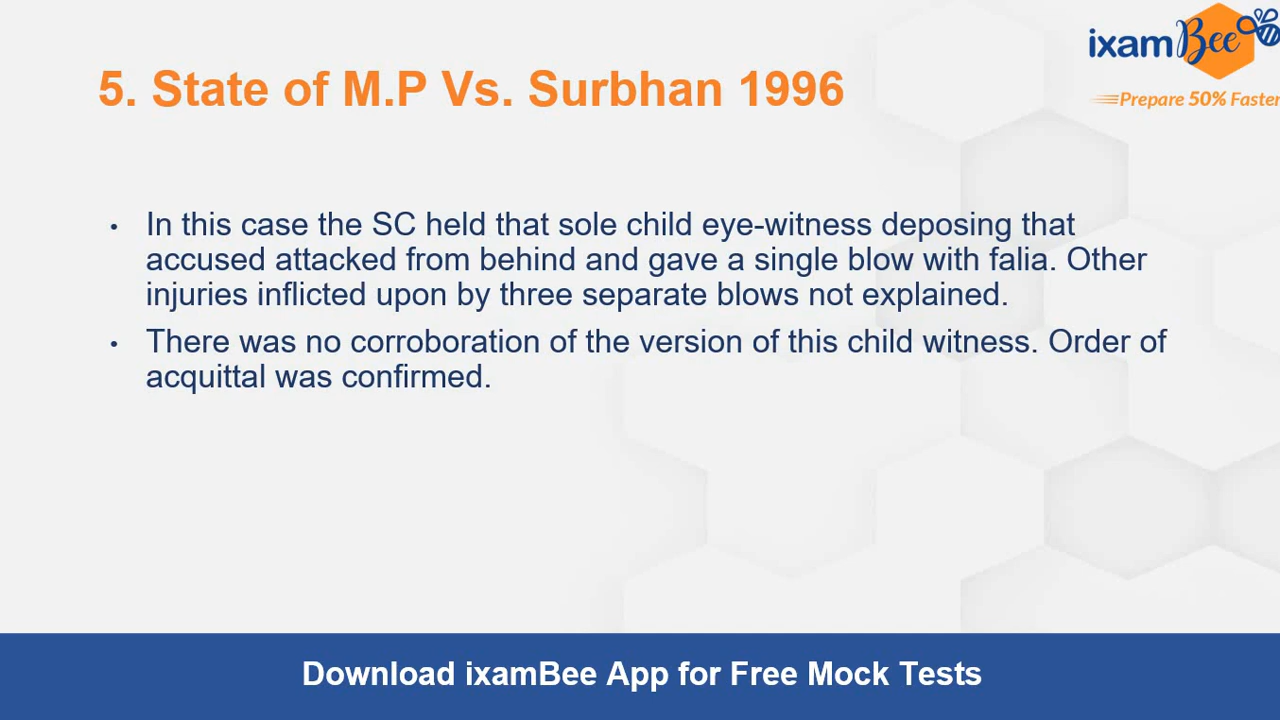 ixamBee
Prepare 50% Faster
5. State of M.P Vs. Surbhan 1996
• In this case the SC held that sole child eye-witness deposing that
accused attacked from behind and gave a single blow with falia. Other
injuries inflicted upon by three separate blows not explained.
• There was no corroboration of the version of this child witness. Order of
acquittal was confirmed.
Download ixamBee App for Free Mock Tests